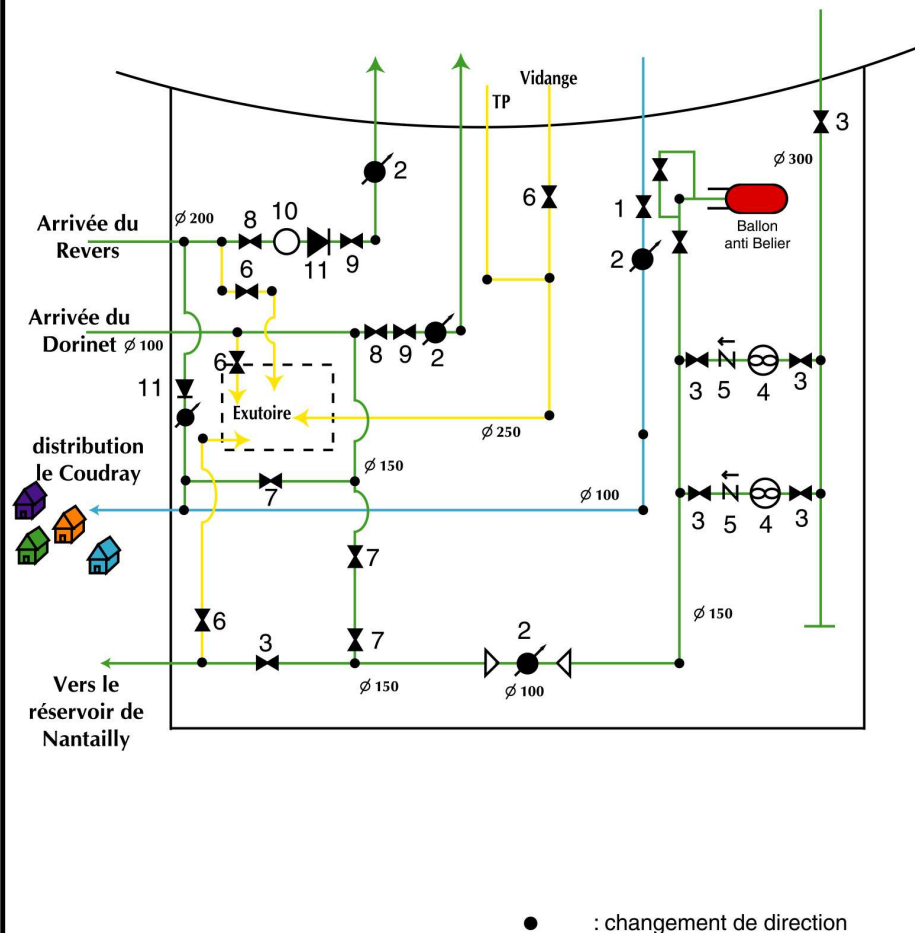 Vidange
TP
3
⌀ 300
2
6
1
Ballon
anti Belier
Arrivée du
Revers
⌀ 200
8
10
11
9
6
2
Arrivée du
Dorinet
⌀ 100
8
9
2
6
11
Exutoire
3
5
4
3
⌀ 250
distribution
le Coudray
⌀ 150
7
⌀ 100
3
5
4
3
7
6
3
7
2
⌀ 150
⌀ 150
⌀ 100
Vers le
réservoir de
Nantailly
: changement de direction